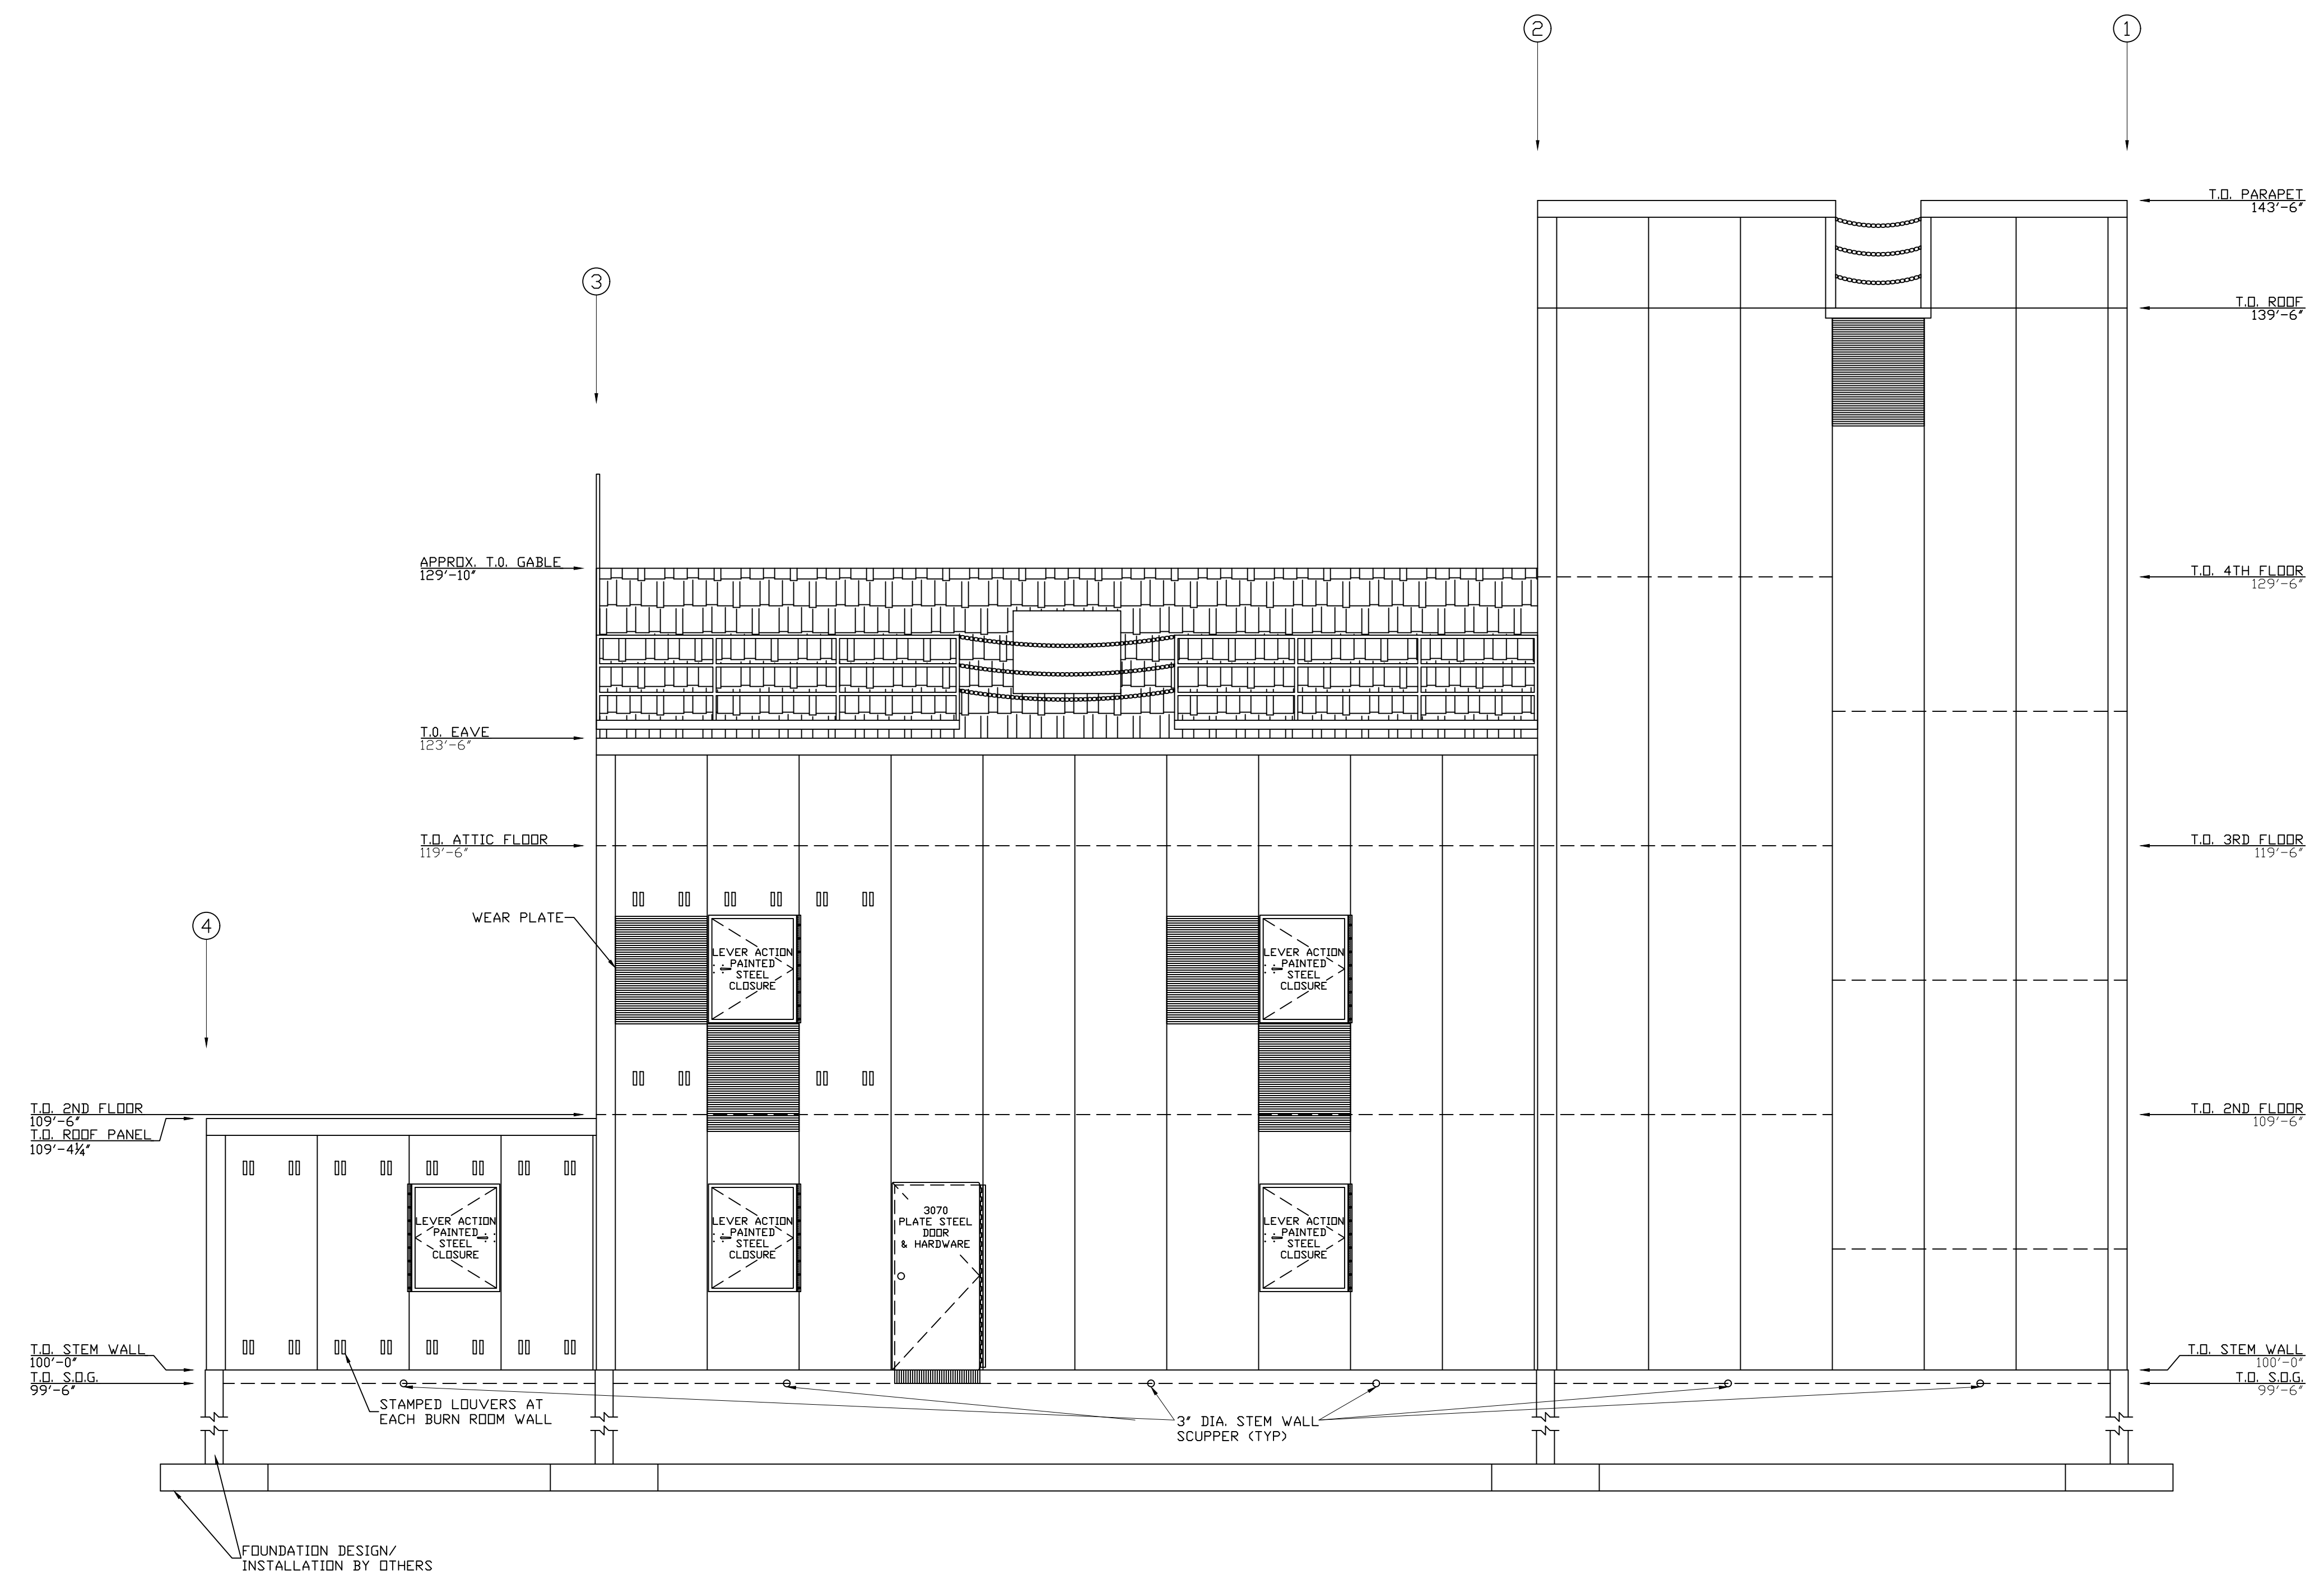 2
1
T.O. PARAPET
143'-6"
3
T.O. ROOF
139'-6"
APPROX. T.O. GABLE
129'-10"
T.O. 4TH FLOOR
129'-6"
T.O. EAVE
123'-6"
T.O. ATTIC FLOOR
119'-6"
T.O. 3RD FLOOR
119'-6"
WEAR PLATE
4
LEVER ACTION
PAINTED
STEEL
CLOSURE
LEVER ACTION
PAINTED
STEEL
CLOSURE
T.O. 2ND FLOOR
109'-6"
T.O. ROOF PANEL
109'-4¼"
T.O. 2ND FLOOR
109'-6"
LEVER ACTION
PAINTED
STEEL
CLOSURE
LEVER ACTION
PAINTED
STEEL
CLOSURE
3070
PLATE STEEL
DOOR
& HARDWARE
LEVER ACTION
PAINTED
STEEL
CLOSURE
T.O. STEM WALL
100'-0"
T.O. S.O.G.
99'-6"
T.O. STEM WALL
100'-0"
T.O. S.O.G.
99'-6"
STAMPED LOUVERS AT
EACH BURN ROOM WALL
3" DIA. STEM WALL
SCUPPER (TYP)
FOUNDATION DESIGN/
INSTALLATION BY OTHERS